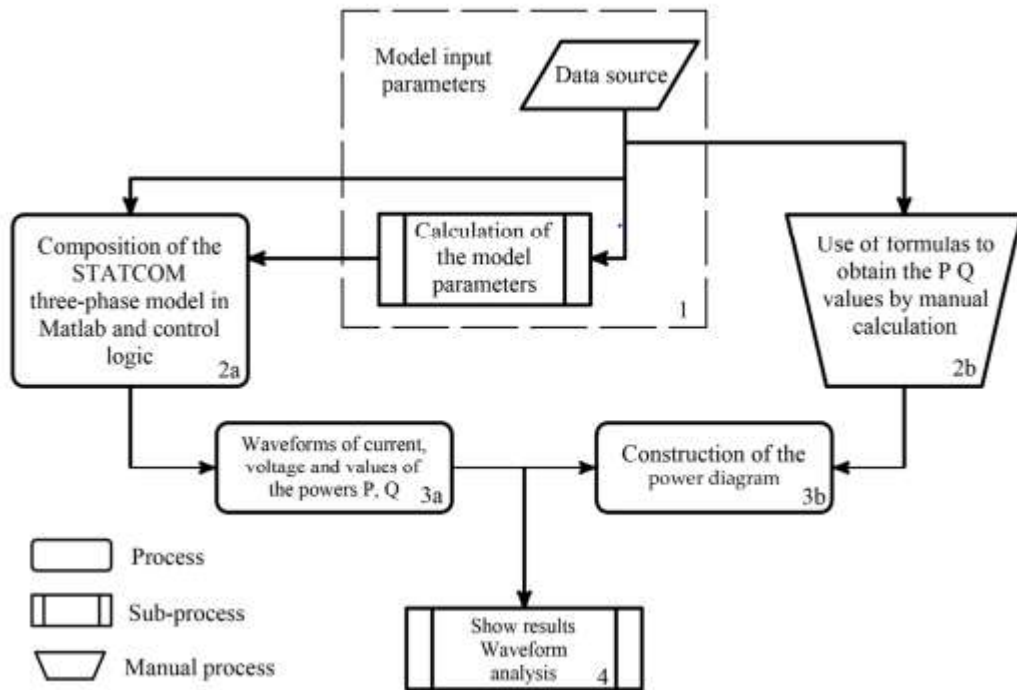 Model input
parameters
Data source
Calculation of
the model
parameters
1
Composition of the
STATCOM
three-phase model in
Matlab and control
logic
2a
Use of formulas to
obtain the P Q
values by manual
calculation
2b
Waveforms of current,
voltage and values of
the powers P, Q
3a
Construction of the
power diagram
3b
Process
Sub-process
Manual process
Show results
Waveform
analysis
4